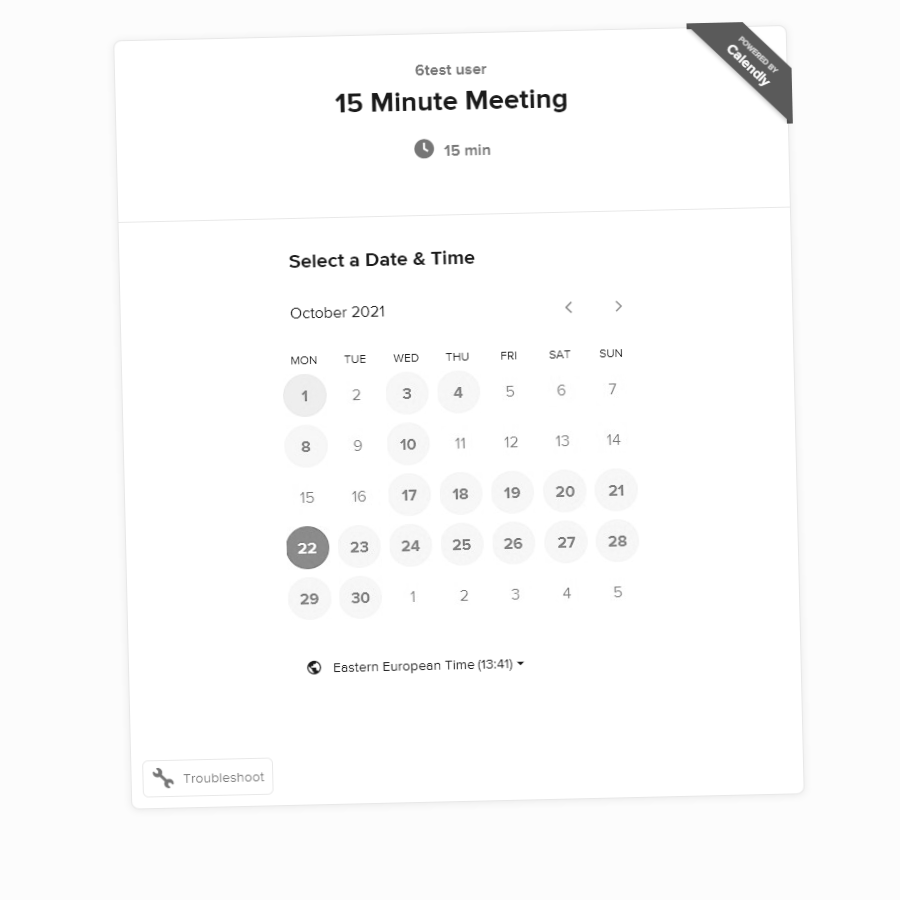 6test user
15 Minute Meeting
15 min
POWERED BY
Calendly
Select a Date & Time
October 2021
MON TUE WED THU FRI SAT SUN
1 2 3 4 5 6 7
8 9 10 11 12 13 14
15 16 17 18 19 20 21
22 23 24 25 26 27 28
29 30 1 2 3 4 5
Eastern European Time (13:41)
Troubleshoot